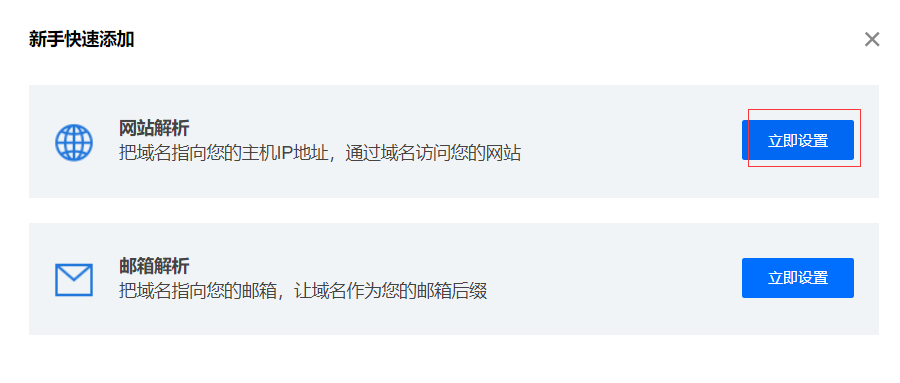 新手快速添加
网站解析
把域名指向您的主机IP地址，通过域名访问您的网站
立即设置
邮箱解析
把域名指向您的邮箱，让域名作为您的邮箱后缀
立即设置